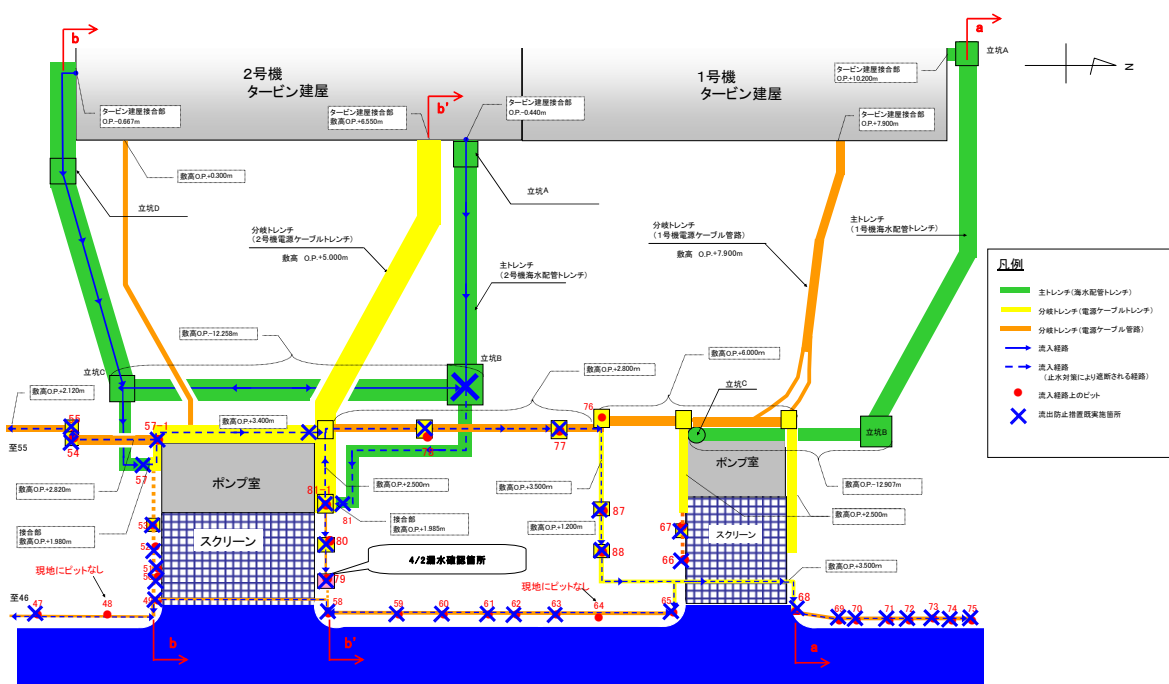 b
a
立坑A
2号機
タービン建屋
1号機
タービン建屋
タービン建屋接合部
O.P.+10.200m
N
b'
タービン建屋接合部
O.P.-0.667m
タービン建屋接合部
敷高O.P.+6.550m
タービン建屋接合部
O.P.-0.440m
タービン建屋接合部
O.P.+7.900m
敷高O.P.+0.300m
立坑A
立坑D
分岐トレンチ
(2号機電源ケーブルトレンチ)
敷高 O.P.+5.000m
分岐トレンチ
(1号機電源ケーブル管路)
敷高 O.P.+7.900m
主トレンチ
(1号機海水配管トレンチ)
主トレンチ
(2号機海水配管トレンチ)
凡例
主トレンチ(海水配管トレンチ)
分岐トレンチ(電源ケーブルトレンチ)
分岐トレンチ(電源ケーブル管路)
流入経路
流入経路
(止水対策により遮断される経路)
流入経路上のピット
流出防止措置既実施箇所
敷高O.P.-12.258m
立坑C
立坑B
敷高O.P.+2.800m
敷高O.P.+6.000m
立坑C
敷高O.P.+2.120m
55
57-1
敷高O.P.+3.400m
76
至55
54
78
77
立坑B
57
ポンプ室
ポンプ室
敷高O.P.+2.820m
敷高O.P.+2.500m
敷高O.P.+3.500m
敷高O.P.-12.907m
81-1
81
87
敷高O.P.+2.500m
接合部
敷高O.P.+1.980m
53
スクリーン
接合部
敷高O.P.+1.985m
敷高O.P.+1.200m
67
スクリーン
52
80
88
66
4/2漏水確認箇所
敷高O.P.+3.500m
現地にピットなし
51
50
79
現地にピットなし
至46
47
48
49
58
59
60
61
62
63
64
65
68
69
70
71
72
73
74
75
b
b'
a